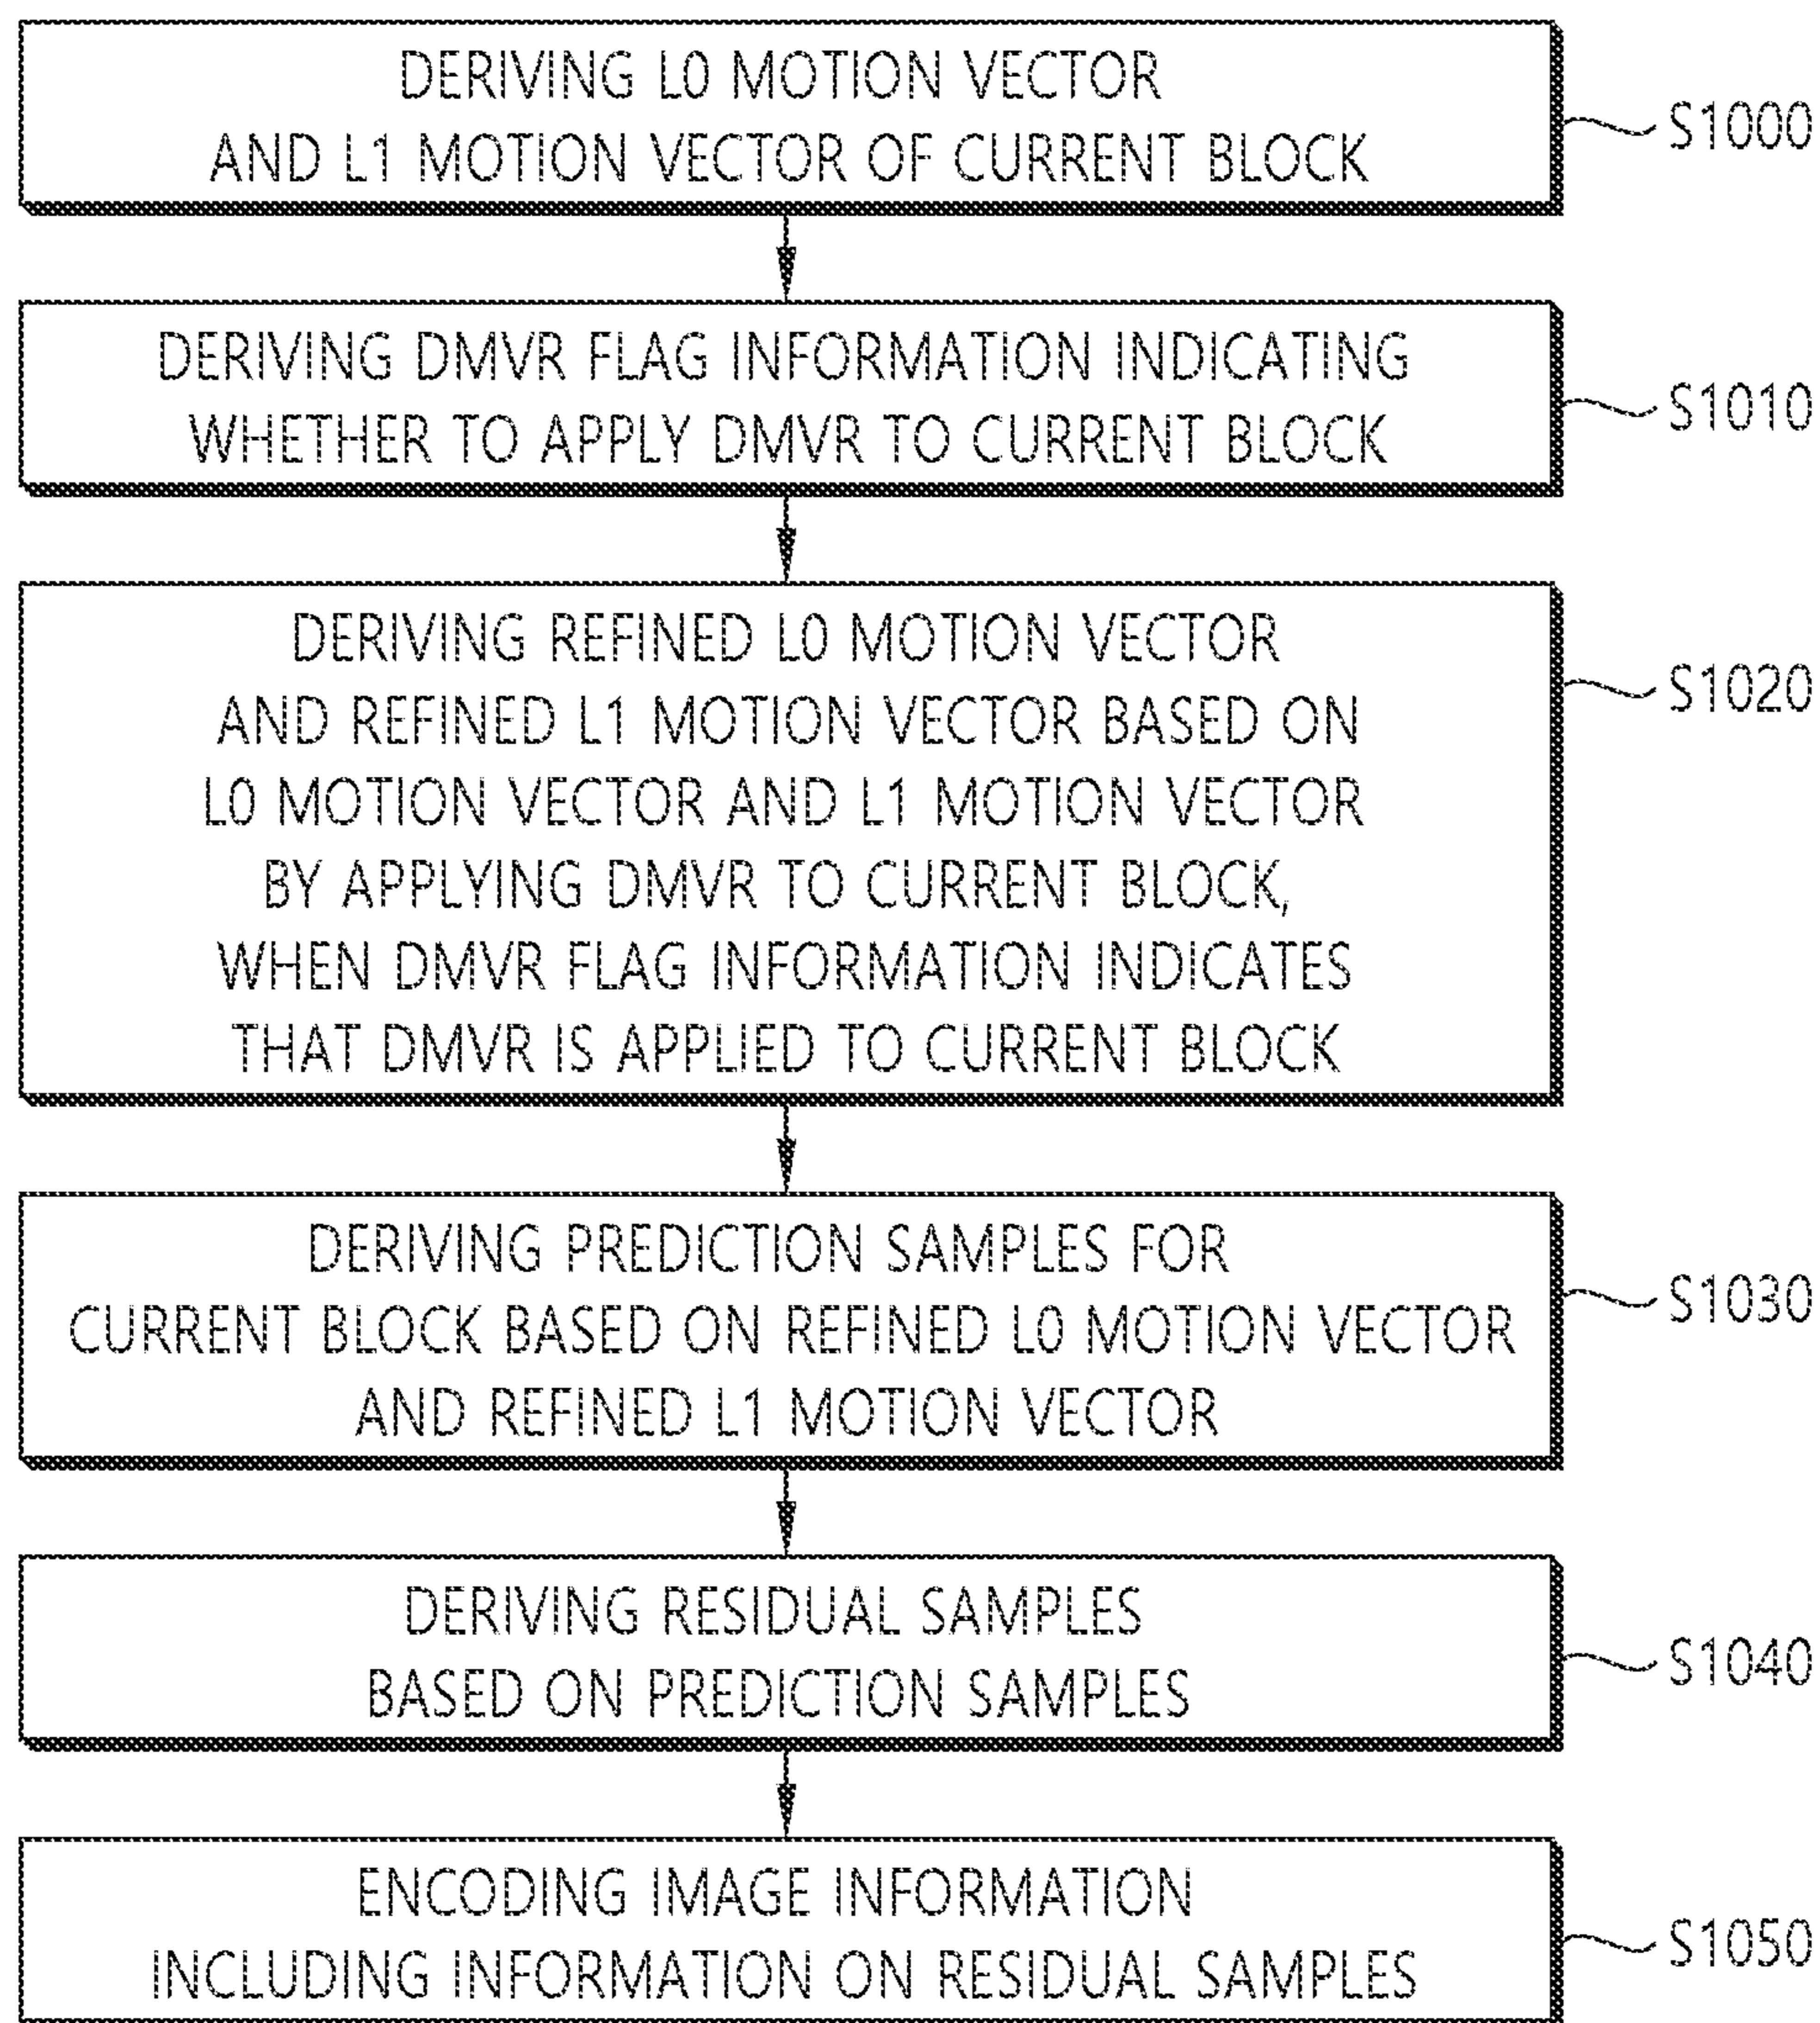 DERIVING L0 MOTION VECTOR
AND L1 MOTION VECTOR OF CURRENT BLOCK
S1000
DERIVING DMVR FLAG INFORMATION INDICATING
WHETHER TO APPLY DMVR TO CURRENT BLOCK
S1010
DERIVING REFINED L0 MOTION VECTOR
AND REFINED L1 MOTION VECTOR BASED ON
L0 MOTION VECTOR AND L1 MOTION VECTOR
BY APPLYING DMVR TO CURRENT BLOCK,
WHEN DMVR FLAG INFORMATION INDICATES
THAT DMVR IS APPLIED TO CURRENT BLOCK
S1020
DERIVING PREDICTION SAMPLES FOR
CURRENT BLOCK BASED ON REFINED L0 MOTION VECTOR
AND REFINED L1 MOTION VECTOR
S1030
DERIVING RESIDUAL SAMPLES
BASED ON PREDICTION SAMPLES
S1040
ENCODING IMAGE INFORMATION
INCLUDING INFORMATION ON RESIDUAL SAMPLES
S1050